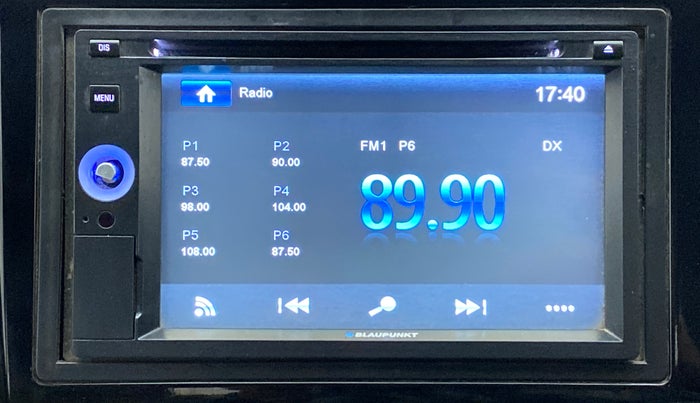 DIS
MENU
Radio
17:40
P1 P2
87.50 90.00
P3 P4
98.00 104.00
P5 P6
108.00 87.50
FM1 P6 DX
89.90
BLAUPUNKT